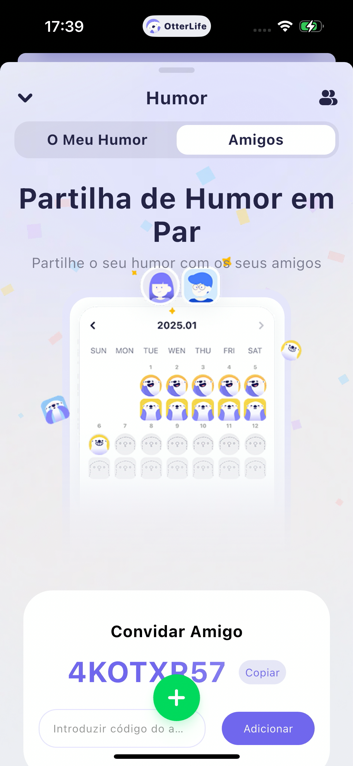 17:39
OtterLife
Humor
O Meu Humor
Amigos
Partilha de Humor em
Par
Partilhe o seu humor com os seus amigos
2025.01
SUN MON TUE WEN THU FRI SAT
1 2 3 4 5
6 7 8 9 10 11 12
Convidar Amigo
4KOTXR57
Copiar
Introduzir código do a...
Adicionar